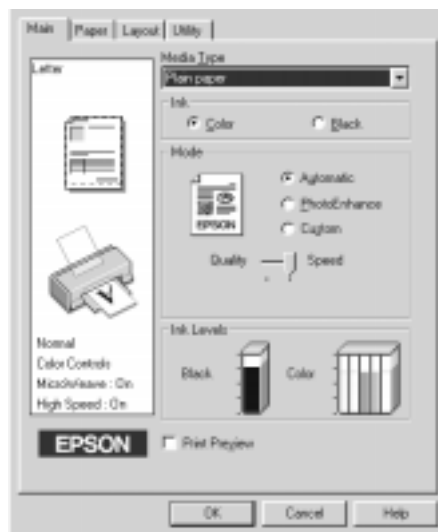 Main Paper Layout Utility
Letter
Media Type
Plain paper
Ink
Color Black
Mode
Automatic
PhotoEnhance
Custom
EPSON
Quality Speed
Normal
Color Controls
MicroWeave : On
High Speed : On
Ink Levels
Black Color
EPSON
Print Preview
OK Cancel Help